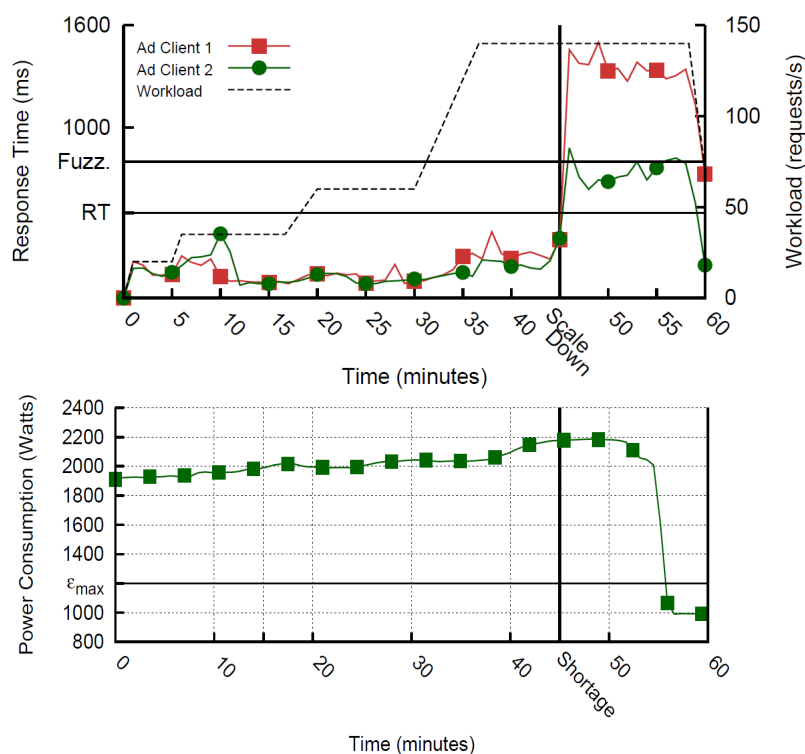 1600
1000
Fuzz.
RT
0
Response Time (ms)
Ad Client 1
Ad Client 2
Workload
150
100
50
0
Workload (requests/s)
0
5
10
15
20
25
30
35
40
Scale Down
50
55
60
Time (minutes)
2400
2200
2000
1800
1600
1400
εmax
1000
800
Power Consumption (Watts)
0
10
20
30
40
Shortage
50
60
Time (minutes)